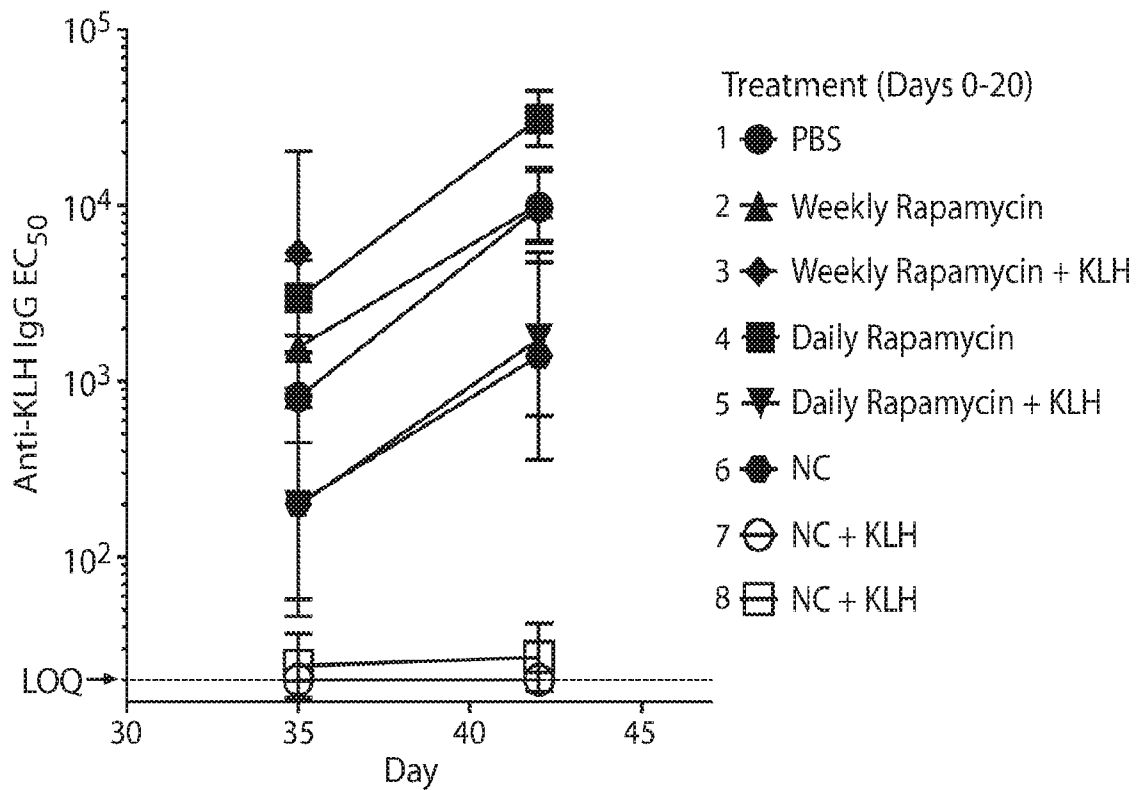 10⁵
10⁴
10³
10²
LOQ
Anti-KLH IgG EC₅₀
30 35 40 45
Day
Treatment (Days 0-20)
1 PBS
2 Weekly Rapamycin
3 Weekly Rapamycin + KLH
4 Daily Rapamycin
5 Daily Rapamycin + KLH
6 NC
7 NC + KLH
8 NC + KLH